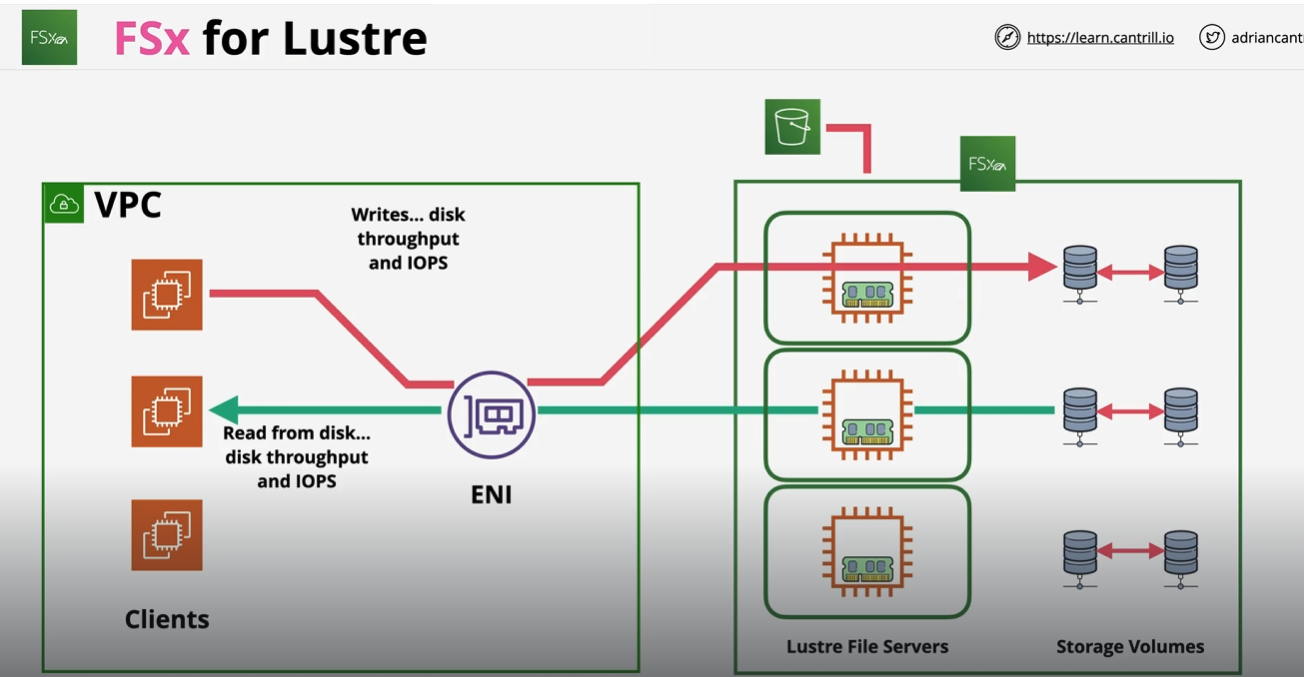 FSx
FSx for Lustre
https://learn.cantrill.io
adriancant
FSx
VPC
Writes... disk
throughput
and IOPS
Read from disk...
disk throughput
and IOPS
ENI
Clients
Lustre File Servers
Storage Volumes